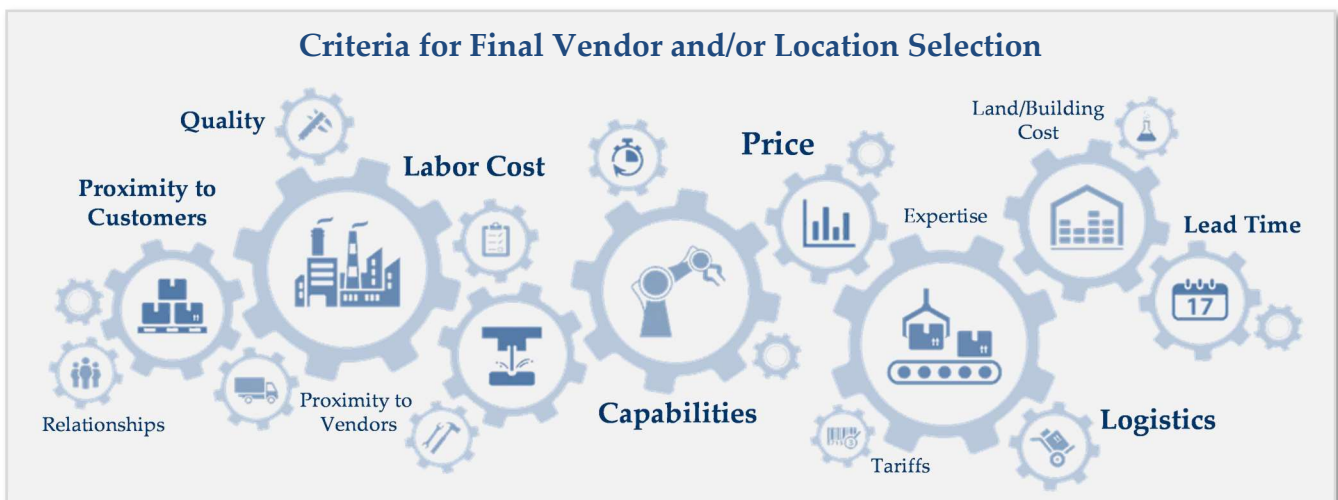 Criteria for Final Vendor and/or Location Selection
Quality
Labor Cost
Price
Land/Building
Cost
Proximity to
Customers
Expertise
Lead Time
17
Relationships
Proximity to
Vendors
Capabilities
Logistics
Tariffs